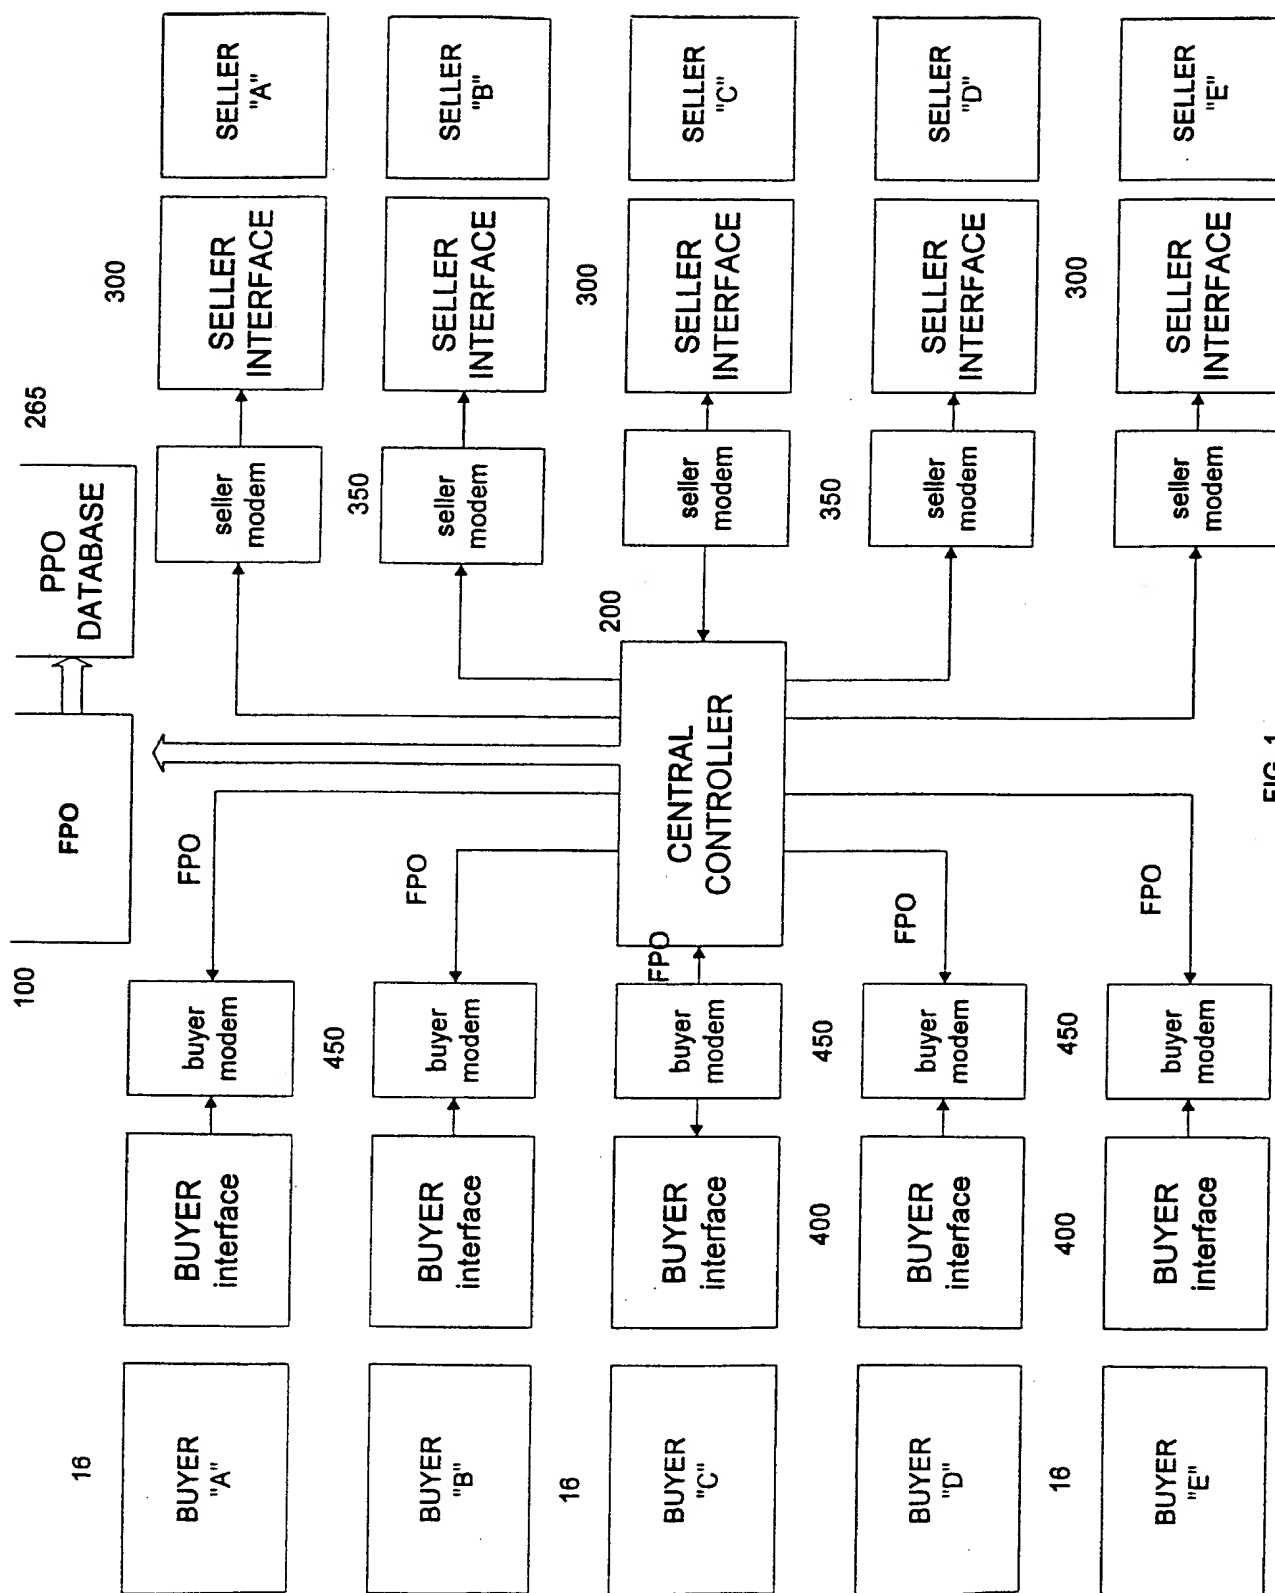 100
FPO
PPO
DATABASE
265
16
300
BUYER
"A"
BUYER
interface
buyer
modem
FPO
seller
modem
SELLER
INTERFACE
SELLER
"A"
450
350
BUYER
"B"
BUYER
interface
buyer
modem
FPO
seller
modem
SELLER
INTERFACE
SELLER
"B"
16
200
300
BUYER
"C"
BUYER
interface
buyer
modem
FPO
CENTRAL
CONTROLLER
seller
modem
SELLER
INTERFACE
SELLER
"C"
400
450
350
BUYER
"D"
BUYER
interface
buyer
modem
FPO
seller
modem
SELLER
INTERFACE
SELLER
"D"
16
400
450
300
BUYER
"E"
BUYER
interface
buyer
modem
FPO
seller
modem
SELLER
INTERFACE
SELLER
"E"
FIG. 1